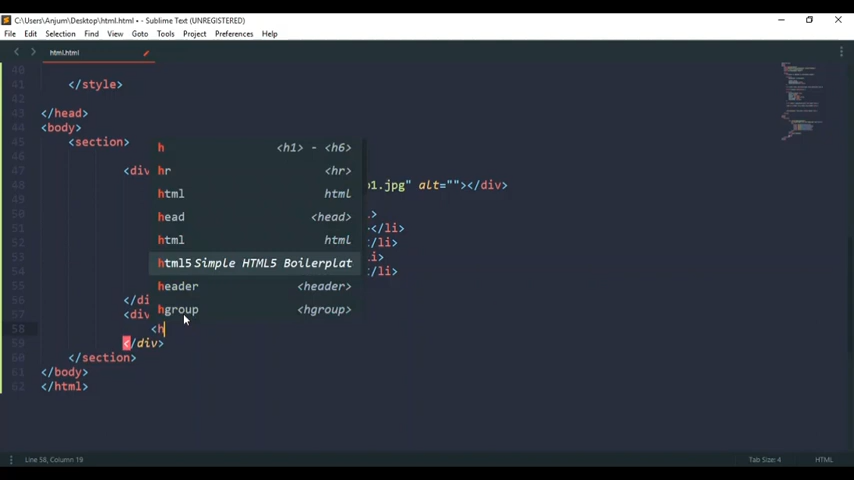 C:\Users\Anjum\Desktop\html.html • - Sublime Text (UNREGISTERED)
File Edit Selection Find View Goto Tools Project Preferences Help
html.html
40
41 </style>
42
43 </head>
44 <body>
45 <section>
46 h <h1> - <h6>
47 <div hr <hr>
48 html html 1.jpg" alt=""></div>
49 head <head>
50 >
51 html html ></li>
52 </li>
53 html5 Simple HTML5 Boilerplat li>
54 </li>
55 header <header>
56 </di
57 <div hgroup <hgroup>
58 <h
59 </div>
60 </section>
61 </body>
62 </html>
Line 58, Column 19 Tab Size: 4 HTML